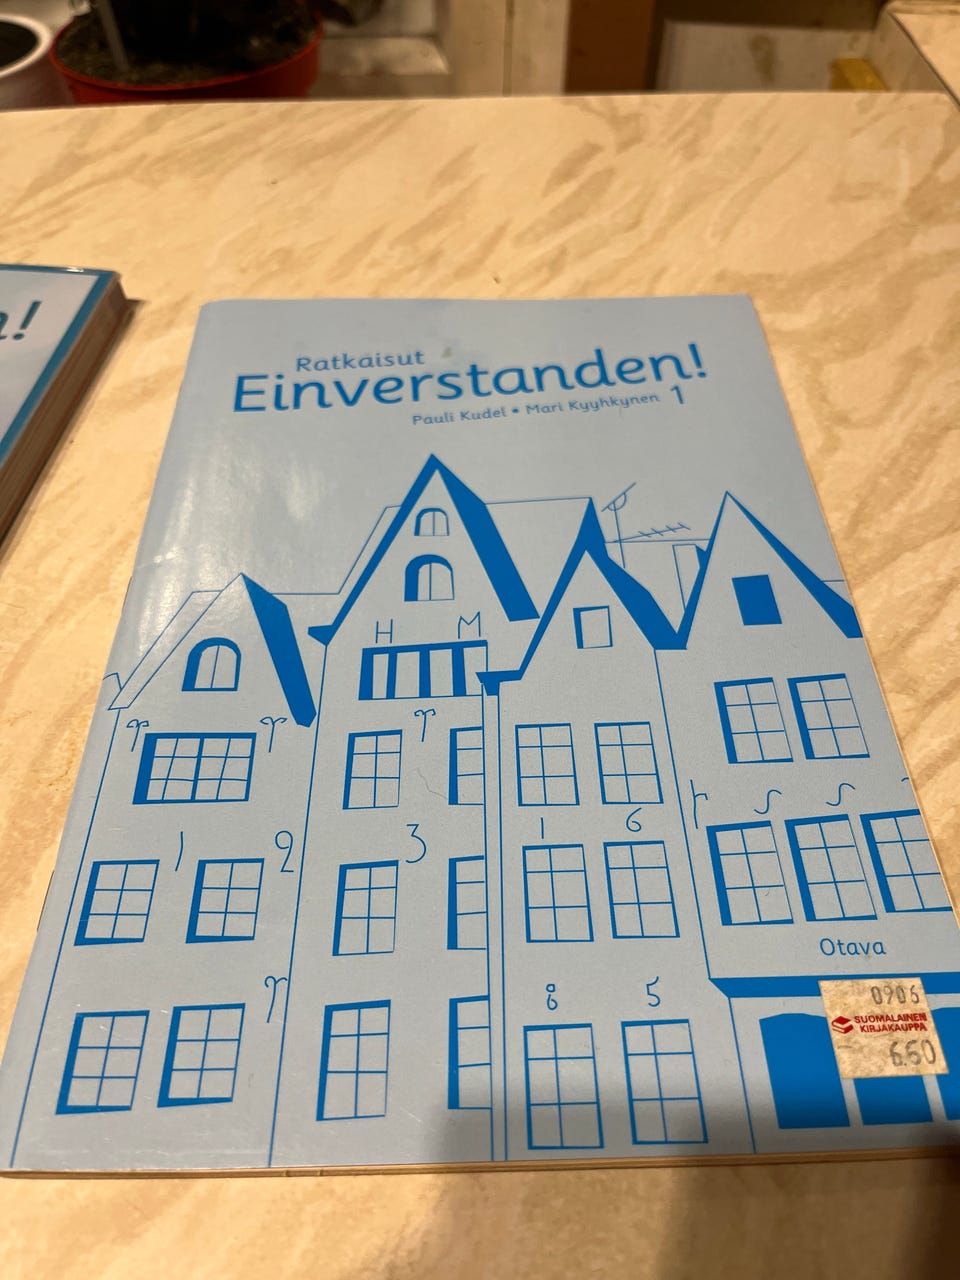 n!
Ratkaisut
Einverstanden!
Pauli Kudel • Mari Kyyhkynen 1
H M
1 2 3 1 6
8 5
Otava
0906
SUOMALAINEN
KIRJAKAUPPA
6.60